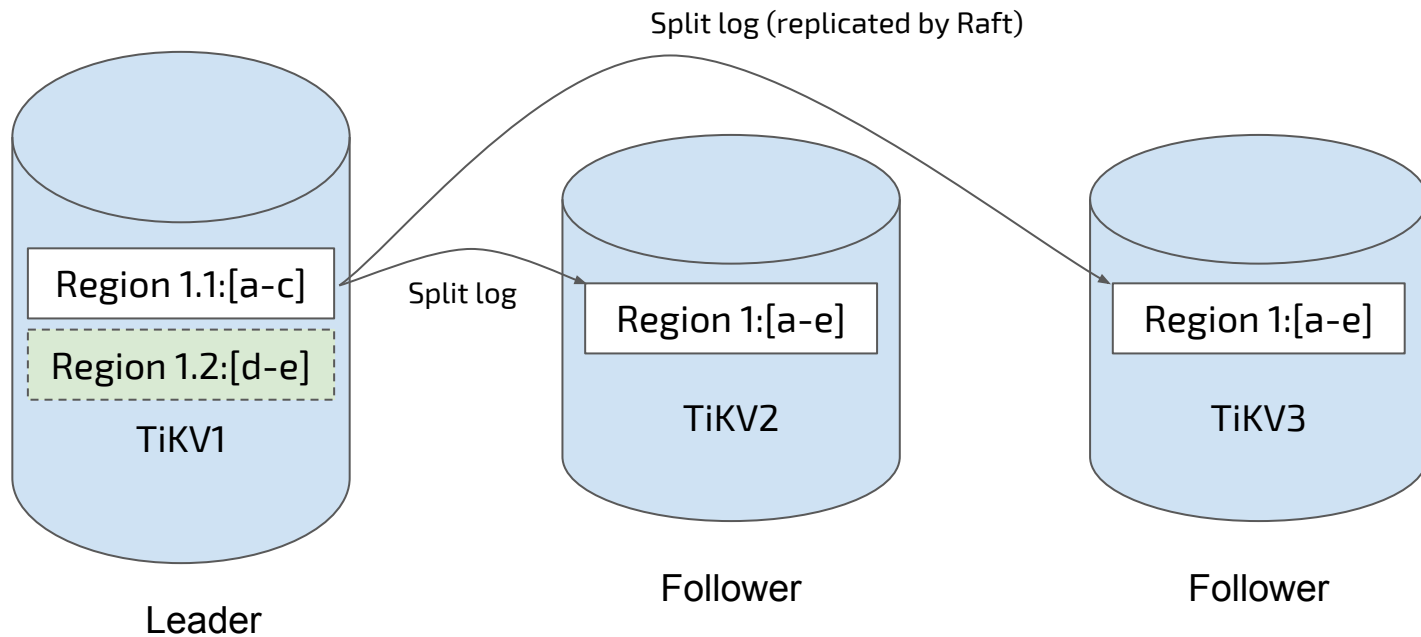 Split log (replicated by Raft)
Region 1.1:[a-c]
Split log
Region 1:[a-e]
Region 1:[a-e]
Region 1.2:[d-e]
TiKV1
TiKV2
TiKV3
Leader
Follower
Follower